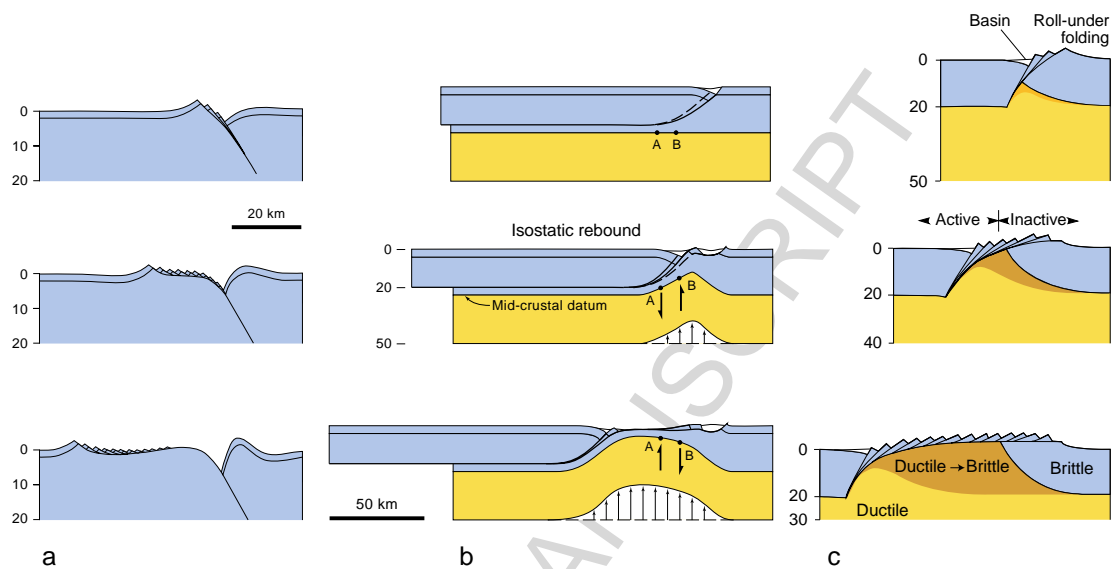 0
10
20
20 km
0
10
20
0
10
20
a
A B
Isostatic rebound
0
20
50
A
B
Mid-crustal datum
A
B
50 km
b
Basin
Roll-under
folding
0
20
50
Active
Inactive
0
20
40
0
20
30
Ductile → Brittle
Brittle
Ductile
c